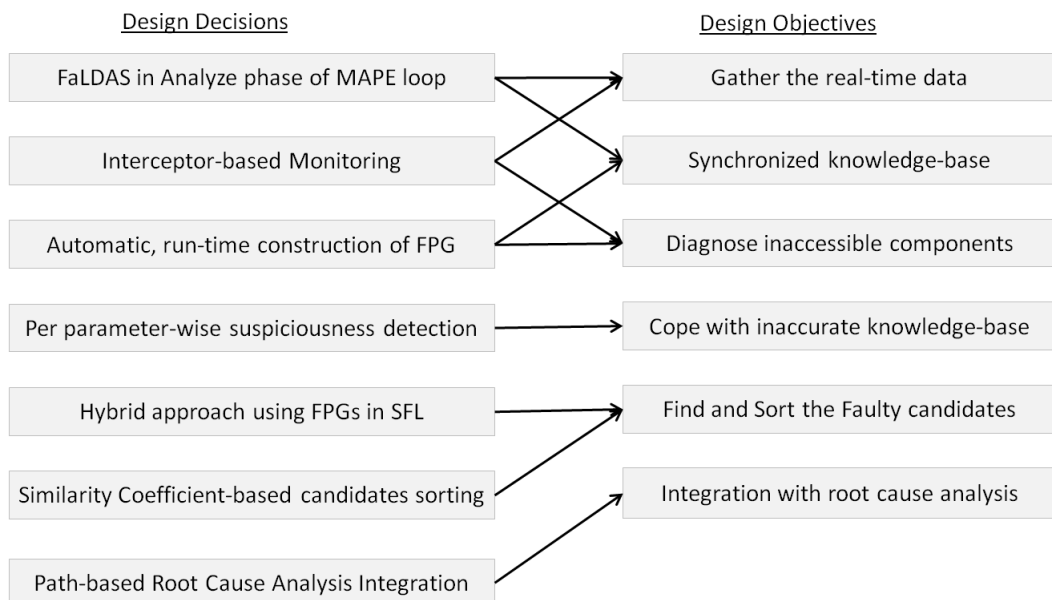 Design Decisions
Design Objectives
FaLDAS in Analyze phase of MAPE loop
Gather the real-time data
Interceptor-based Monitoring
Synchronized knowledge-base
Automatic, run-time construction of FPG
Diagnose inaccessible components
Per parameter-wise suspiciousness detection
Cope with inaccurate knowledge-base
Hybrid approach using FPGs in SFL
Find and Sort the Faulty candidates
Similarity Coefficient-based candidates sorting
Integration with root cause analysis
Path-based Root Cause Analysis Integration